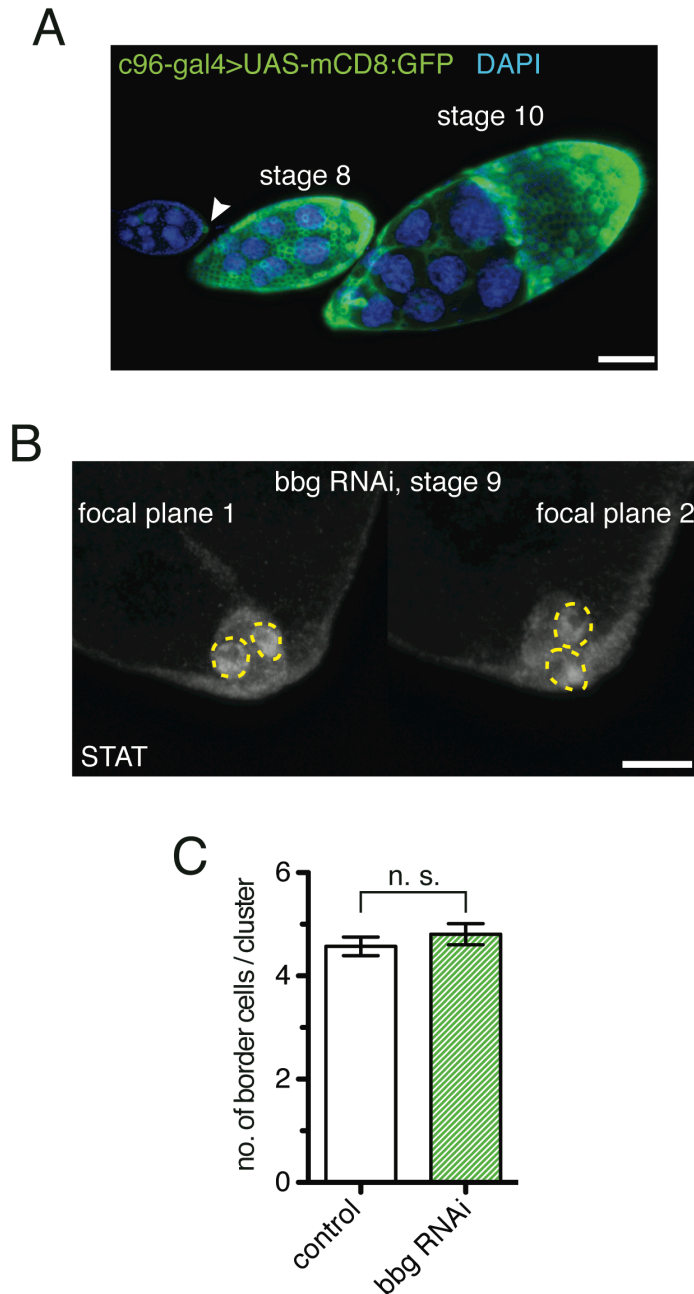 A
c96-gal4>UAS-mCD8:GFP DAPI
stage 10
stage 8
B
bbg RNAi, stage 9
focal plane 1
focal plane 2
STAT
C
n. s.
no. of border cells / cluster
6
4
2
0
control
bbg RNAi